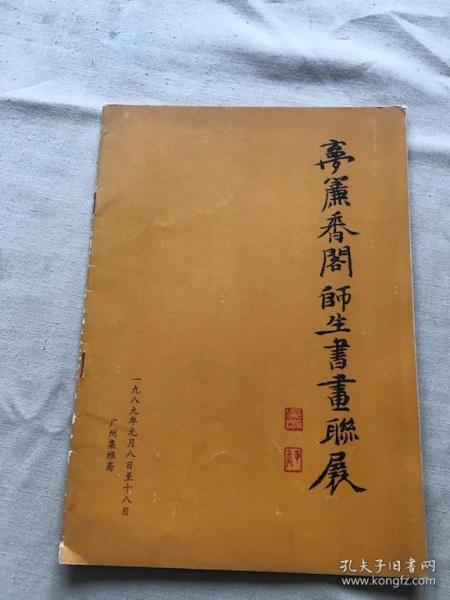 夢簾香閣師生書畫聯展
一九八九年元月八日至十八日
广州集雅斋
孔夫子旧书网
www.kongfz.com